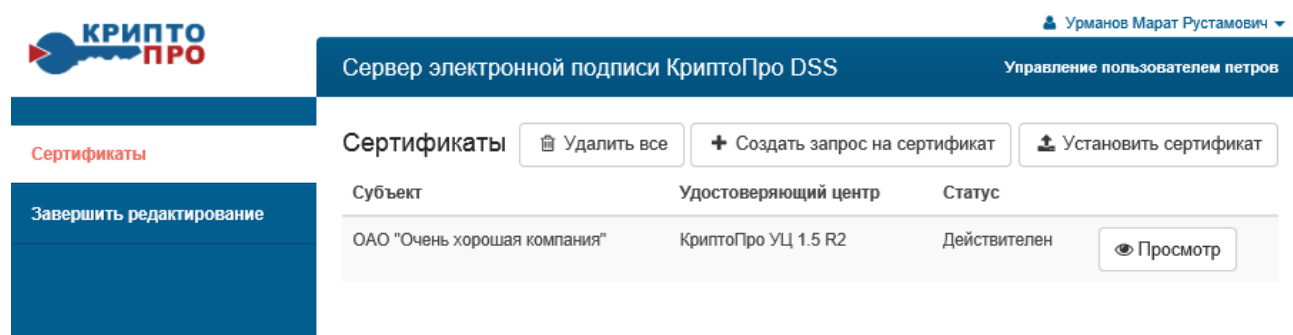 КРИПТО
ПРО
Урманов Марат Рустамович
Сервер электронной подписи КриптоПро DSS
Управление пользователем петров
Сертификаты
Завершить редактирование
Сертификаты
Удалить все
Создать запрос на сертификат
Установить сертификат
Субъект Удостоверяющий центр Статус
ОАО "Очень хорошая компания" КриптоПро УЦ 1.5 R2 Действителен Просмотр